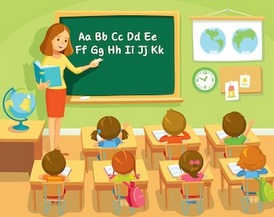 Aa Bb Cc Dd Ee
Ff Gg Hh Ii Jj Kk